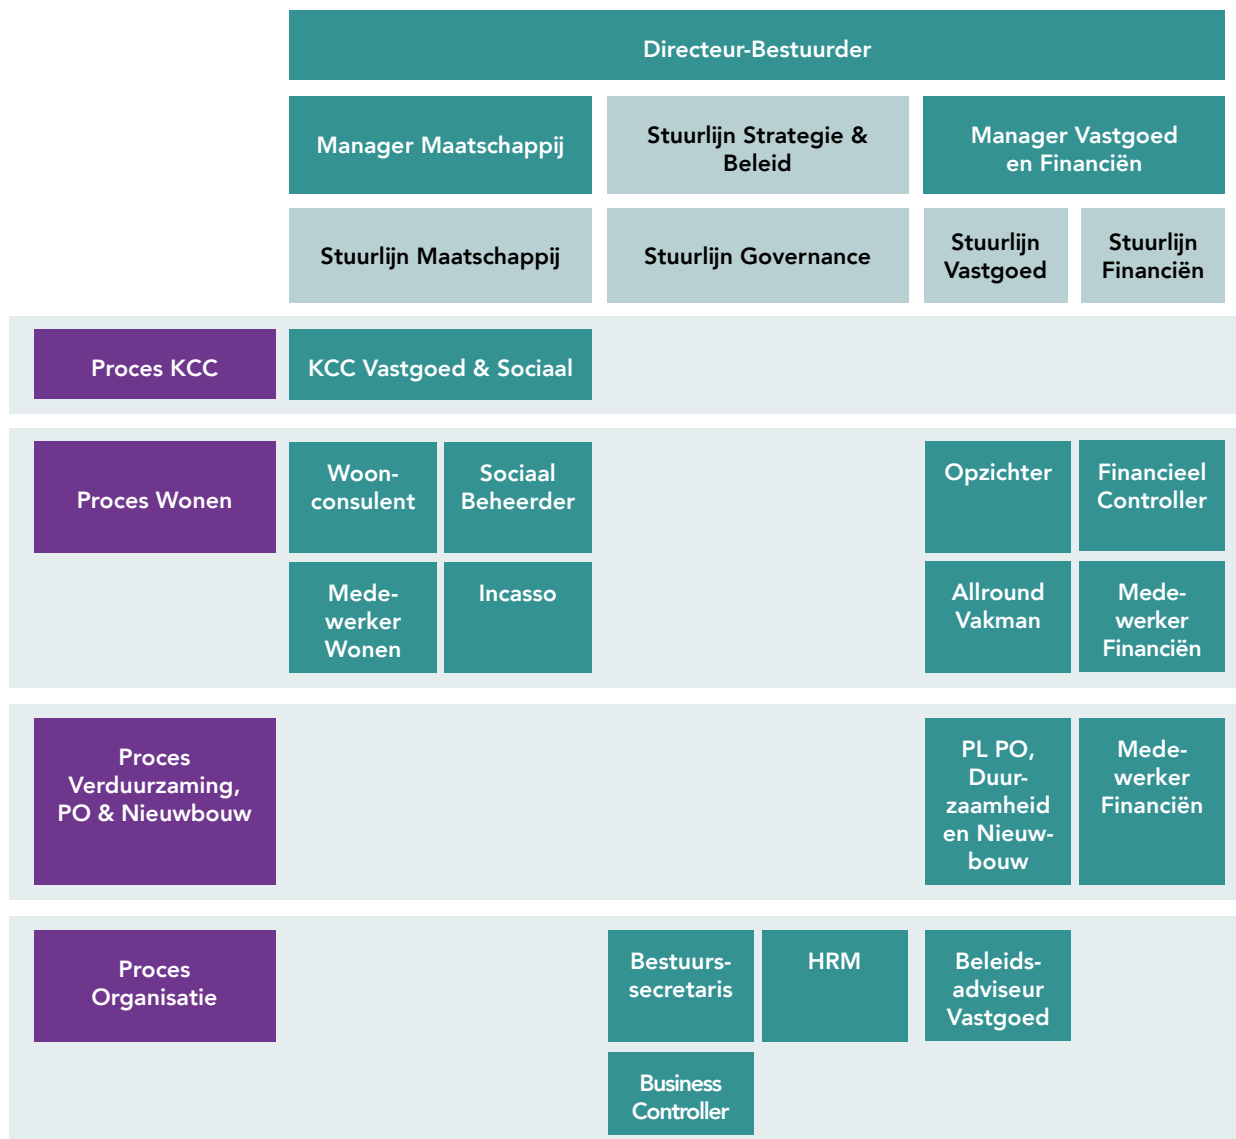 Directeur-Bestuurder
Manager Maatschappij
Stuurlijn Strategie &
Beleid
Manager Vastgoed
en Financiën
Stuurlijn Maatschappij
Stuurlijn Governance
Stuurlijn
Vastgoed
Stuurlijn
Financiën
Proces KCC
KCC Vastgoed & Sociaal
Proces Wonen
Woon-
consulent
Sociaal
Beheerder
Opzichter
Financieel
Controller
Mede-
werker
Wonen
Incasso
Allround
Vakman
Mede-
werker
Financiën
Proces
Verduurzaming,
PO & Nieuwbouw
PL PO,
Duur-
zaamheid
en Nieuw-
bouw
Mede-
werker
Financiën
Proces
Organisatie
Bestuurs-
secretaris
HRM
Beleids-
adviseur
Vastgoed
Business
Controller